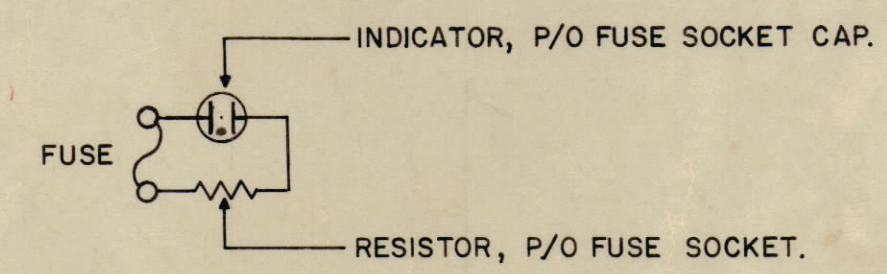 INDICATOR, P/O FUSE SOCKET CAP.
FUSE
RESISTOR, P/O FUSE SOCKET.